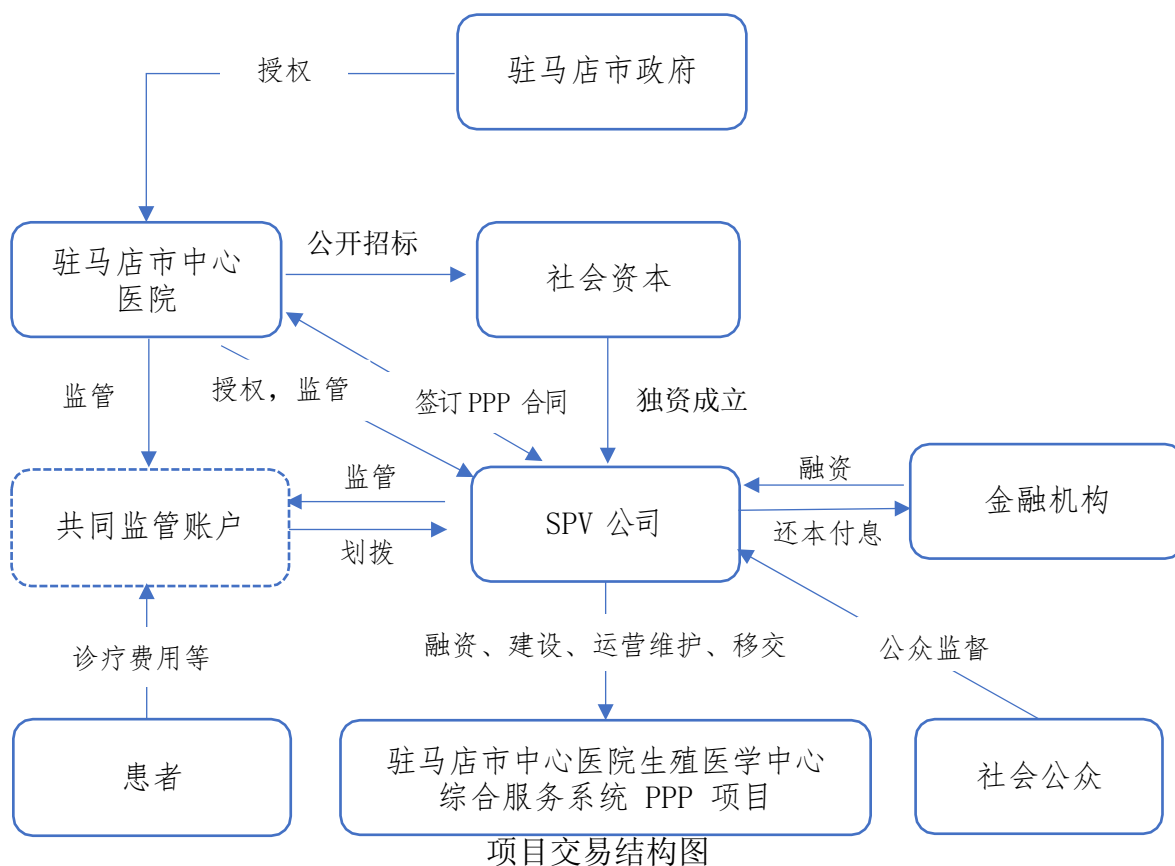 授权
驻马店市政府
驻马店市中心
医院
公开招标
社会资本
监管
授权，监管
签订 PPP 合同
独资成立
共同监管账户
监管
划拨
SPV 公司
融资
还本付息
金融机构
诊疗费用等
融资、建设、运营维护、移交
公众监督
患者
驻马店市中心医院生殖医学中心
综合服务系统 PPP 项目
社会公众
项目交易结构图